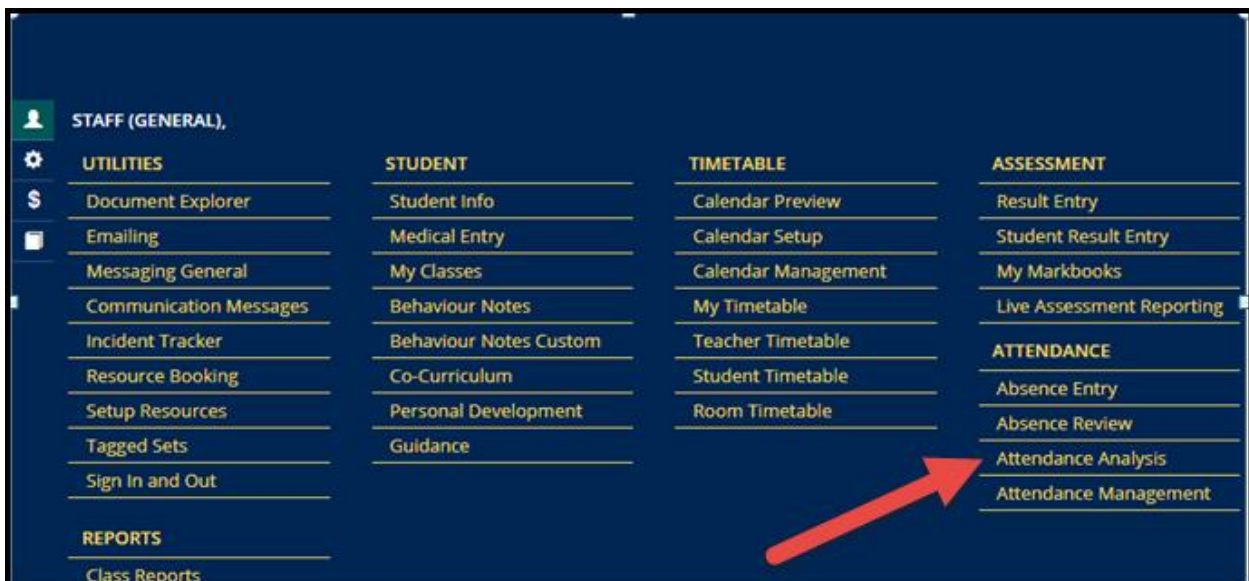 STAFF (GENERAL),
UTILITIES
Document Explorer
Emailing
Messaging General
Communication Messages
Incident Tracker
Resource Booking
Setup Resources
Tagged Sets
Sign In and Out
REPORTS
Class Reports
STUDENT
Student Info
Medical Entry
My Classes
Behaviour Notes
Behaviour Notes Custom
Co-Curriculum
Personal Development
Guidance
TIMETABLE
Calendar Preview
Calendar Setup
Calendar Management
My Timetable
Teacher Timetable
Student Timetable
Room Timetable
ASSESSMENT
Result Entry
Student Result Entry
My Markbooks
Live Assessment Reporting
ATTENDANCE
Absence Entry
Absence Review
Attendance Analysis
Attendance Management